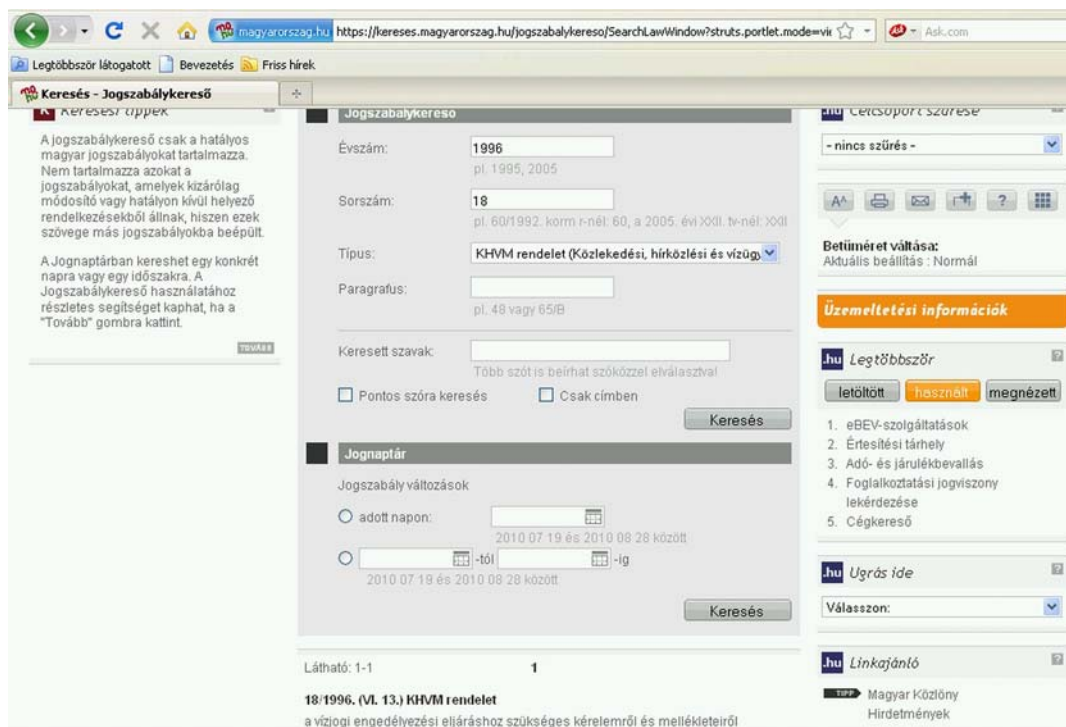 magyarorszag.hu https://kereses.magyarorszag.hu/jogszabalykereso/SearchLawWindow?struts.portlet.mode=vie
Ask.com
Legtöbbször látogatott Bevezetés Friss hírek
Keresés - Jogszabálykereső
Keresési tippek
A jogszabálykereső csak a hatályos
magyar jogszabályokat tartalmazza.
Nem tartalmazza azokat a
jogszabályokat, amelyek kizárólag
módosító vagy hatályon kívül helyező
rendelkezésekből állnak, hiszen ezek
szövege más jogszabályokba beépült.
A Jognaptárban kereshet egy konkrét
napra vagy egy időszakra. A
Jogszabálykereső használatához
részletes segítséget kaphat, ha a
"Tovább" gombra kattint.
TOVÁBB
Jogszabálykereső
Évszám: 1996
pl. 1995, 2005
Sorszám: 18
pl. 60/1992. korm r-nél: 60, a 2005. évi XXII. tv-nél: XXII
Típus: KHVM rendelet (Közlekedési, hírközlési és vízüg
Paragrafus:
pl. 48 vagy 65/B
Keresett szavak:
Több szót is beírhat szóközzel elválasztva!
Pontos szóra keresés Csak címben
Keresés
Jognaptár
Jogszabály változások
adott napon:
2010 07 19 és 2010 08 28 között
-tól -ig
2010 07 19 és 2010 08 28 között
Keresés
Látható: 1-1 1
18/1996. (VI. 13.) KHVM rendelet
a vízjogi engedélyezési eljáráshoz szükséges kérelemről és mellékleteiről
.hu Célcsoport szűrése
- nincs szűrés -
Betűméret váltása:
Aktuális beállítás : Normál
Üzemeltetési információk
.hu Legtöbbször
letöltött használt megnézett
1. eBEV-szolgáltatások
2. Értesítési tárhely
3. Adó- és járulékbevallás
4. Foglalkoztatási jogviszony
lekérdezése
5. Cégkereső
.hu Ugrás ide
Válasszon:
.hu Linkajánló
TIPP Magyar Közlöny
Hirdetmények